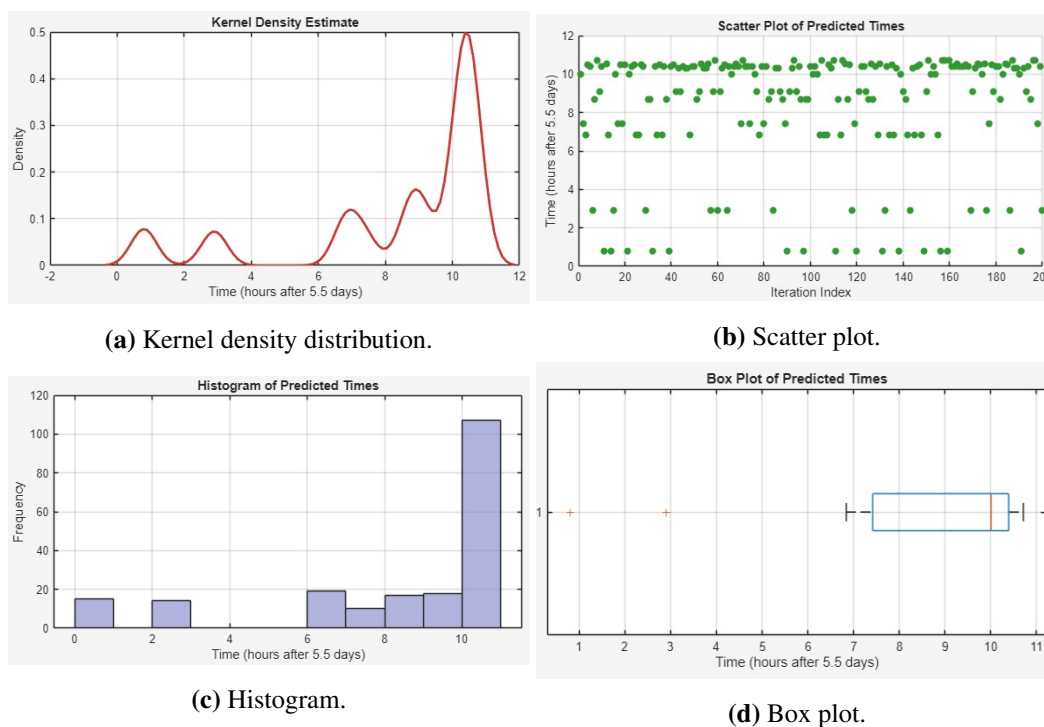 Kernel Density Estimate
0.5
0.4
0.3
0.2
0.1
0
Density
-2 0 2 4 6 8 10 12
Time (hours after 5.5 days)
(a) Kernel density distribution.
Scatter Plot of Predicted Times
12
10
8
6
4
2
0
Time (hours after 5.5 days)
0 20 40 60 80 100 120 140 160 180 200
Iteration Index
(b) Scatter plot.
Histogram of Predicted Times
120
100
80
60
40
20
0
Frequency
0 2 4 6 8 10
Time (hours after 5.5 days)
(c) Histogram.
Box Plot of Predicted Times
1
1 2 3 4 5 6 7 8 9 10 11
Time (hours after 5.5 days)
(d) Box plot.